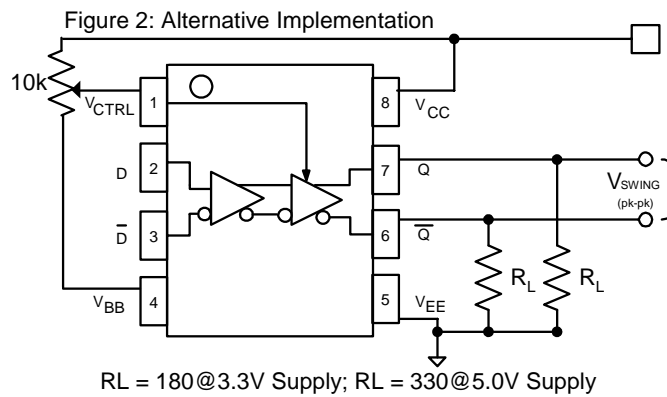 Figure 2: Alternative Implementation
10k
VCTRL
1
8
VCC
D
2
7
Q
VSWING
(pk-pk)
D̅
3
6
Q̅
RL
RL
VBB
4
5
VEE
RL = 180@3.3V Supply; RL = 330@5.0V Supply